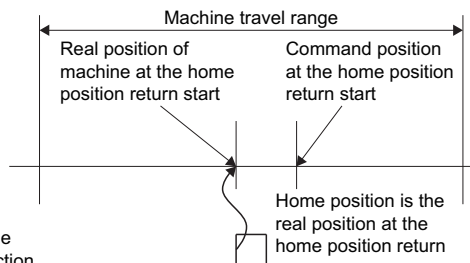 Machine travel range
Real position of
machine at the home
position return start
Command position
at the home position
return start
Home position is the
real position at the
home position return